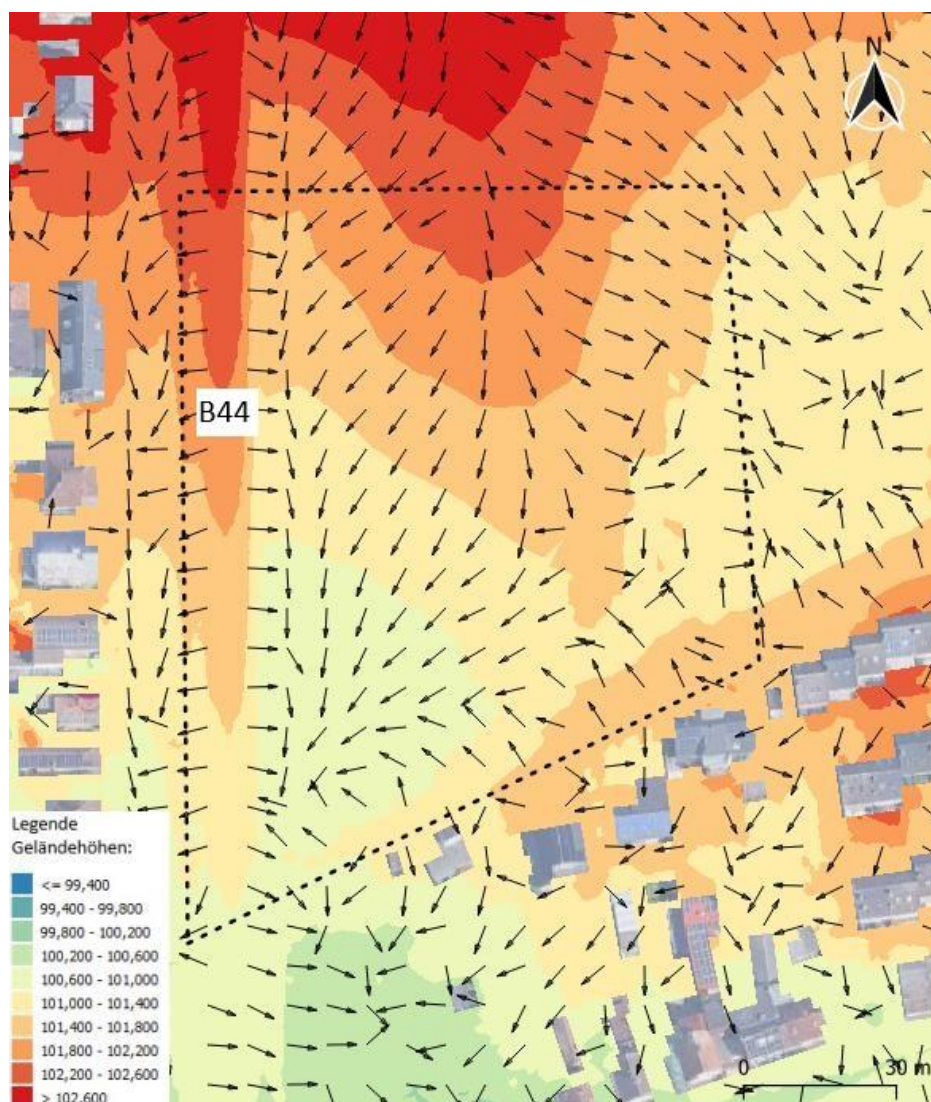 N
B44
Legende
Geländehöhen:
<= 99,400
99,400 - 99,800
99,800 - 100,200
100,200 - 100,600
100,600 - 101,000
101,000 - 101,400
101,400 - 101,800
101,800 - 102,200
102,200 - 102,600
> 102,600
0 30 m